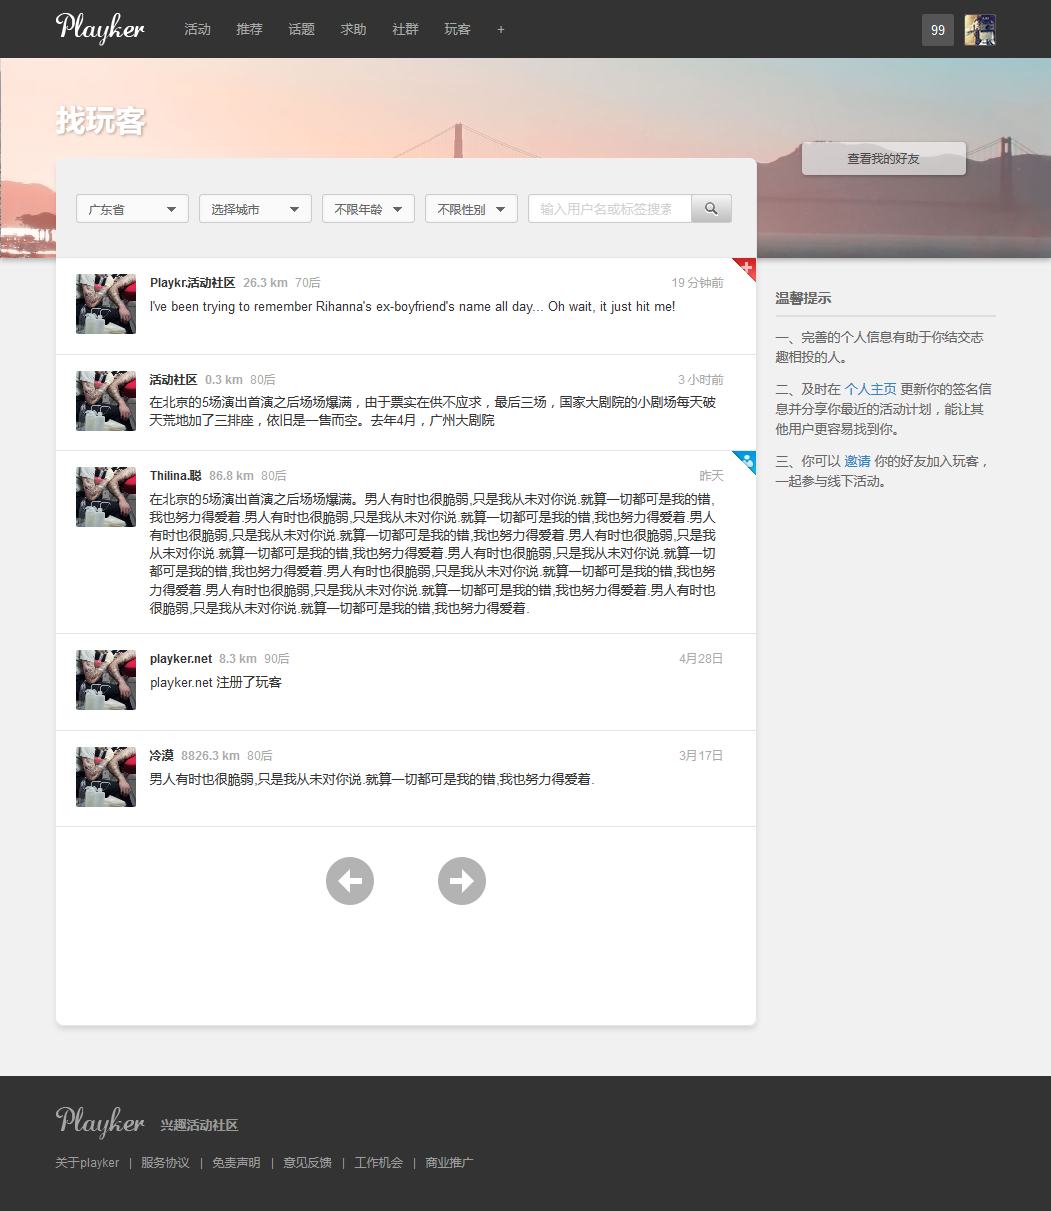 Playker 活动 推荐 话题 求助 社群 玩客 + 99
找玩客
查看我的好友
广东省 选择城市 不限年龄 不限性别 输入用户名或标签搜索
Playkr.活动社区 26.3 km 70后 19 分钟前
I've been trying to remember Rihanna's ex-boyfriend's name all day... Oh wait, it just hit me!
活动社区 0.3 km 80后 3 小时前
在北京的5场演出首演之后场场爆满，由于票实在供不应求，最后三场，国家大剧院的小剧场每天破
天荒地加了三排座，依旧是一售而空。去年4月，广州大剧院
Thilina.聪 86.8 km 80后 昨天
在北京的5场演出首演之后场场爆满。男人有时也很脆弱,只是我从未对你说.就算一切都可是我的错,
我也努力得爱着.男人有时也很脆弱,只是我从未对你说.就算一切都可是我的错,我也努力得爱着.男人
有时也很脆弱,只是我从未对你说.就算一切都可是我的错,我也努力得爱着.男人有时也很脆弱,只是我
从未对你说.就算一切都可是我的错,我也努力得爱着.男人有时也很脆弱,只是我从未对你说.就算一切
都可是我的错,我也努力得爱着.男人有时也很脆弱,只是我从未对你说.就算一切都可是我的错,我也努
力得爱着.男人有时也很脆弱,只是我从未对你说.就算一切都可是我的错,我也努力得爱着.男人有时也
很脆弱,只是我从未对你说.就算一切都可是我的错,我也努力得爱着.
playker.net 8.3 km 90后 4月28日
playker.net 注册了玩客
冷漠 8826.3 km 80后 3月17日
男人有时也很脆弱,只是我从未对你说.就算一切都可是我的错,我也努力得爱着.
温馨提示
一、完善的个人信息有助于你结交志
趣相投的人。
二、及时在 个人主页 更新你的签名信
息并分享你最近的活动计划，能让其
他用户更容易找到你。
三、你可以 邀请 你的好友加入玩客，
一起参与线下活动。
Playker 兴趣活动社区
关于playker | 服务协议 | 免责声明 | 意见反馈 | 工作机会 | 商业推广